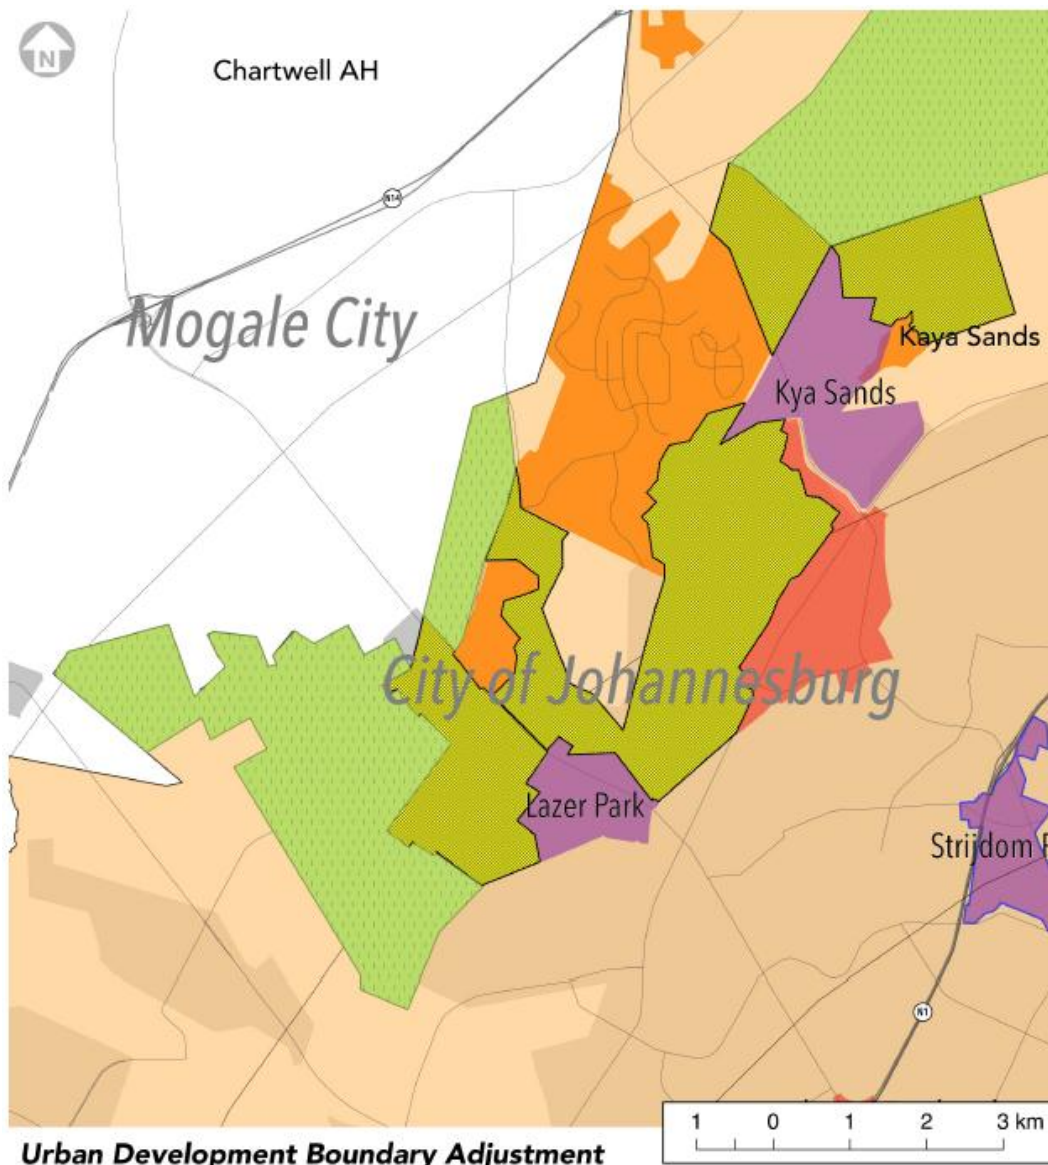 N
Chartwell AH
N14
Mogale City
Kaya Sands
Kya Sands
City of Johannesburg
Lazer Park
Strijdom P
N1
1 0 1 2 3 km
Urban Development Boundary Adjustment